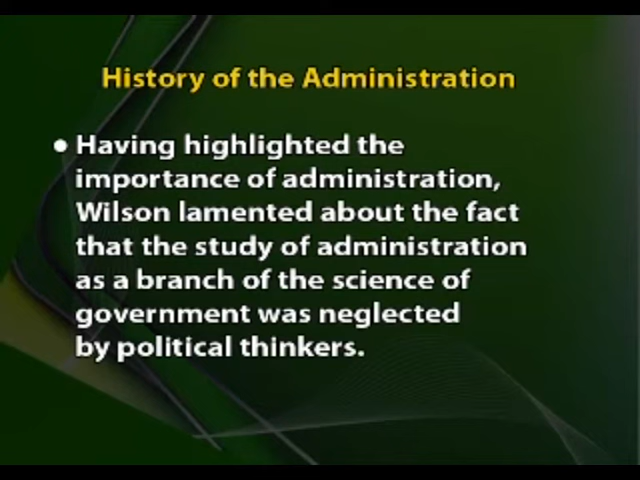 History of the Administration
• Having highlighted the
importance of administration,
Wilson lamented about the fact
that the study of administration
as a branch of the science of
government was neglected
by political thinkers.